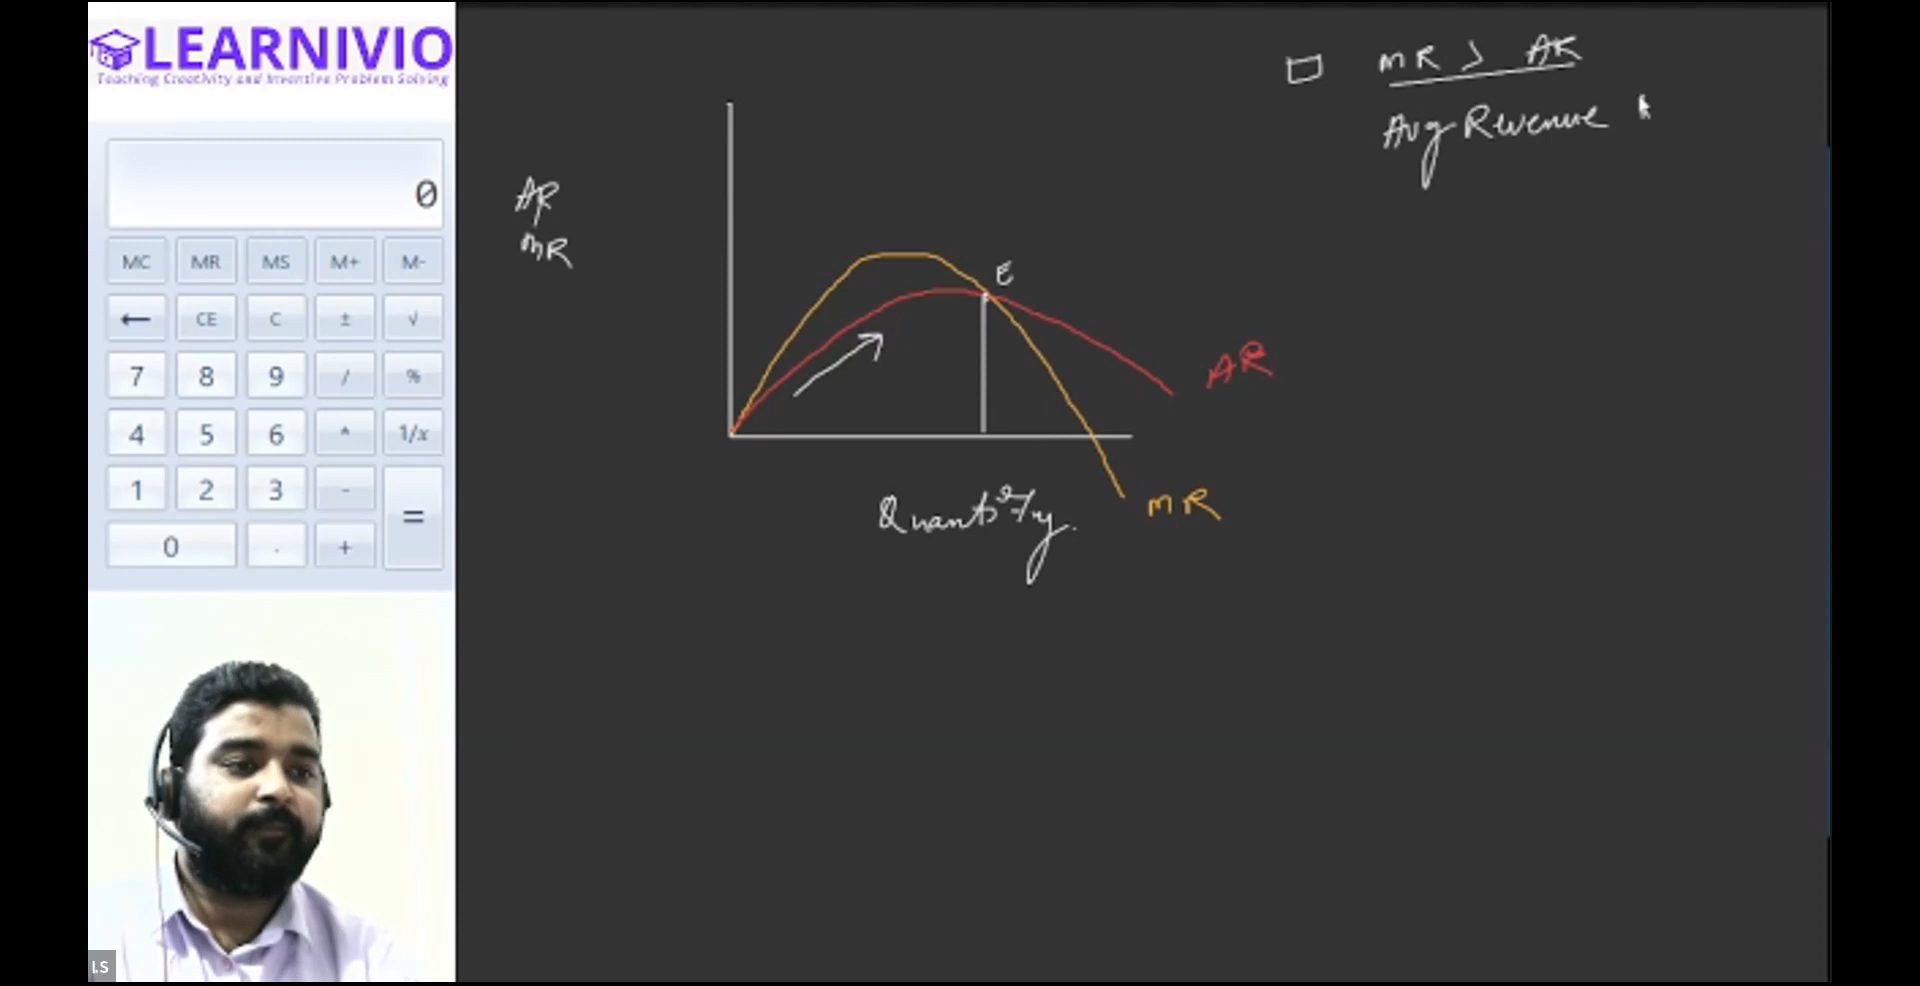 LEARNIVIO
Teaching Creativity and Inventive Problem Solving
0
MC MR MS M+ M-
← CE C ± √
7 8 9 / %
4 5 6 * 1/x
1 2 3 -
0 . + =
I.S
□ MR > AR
Avg Revenue
AR
MR
E
AR
MR
Quantity.